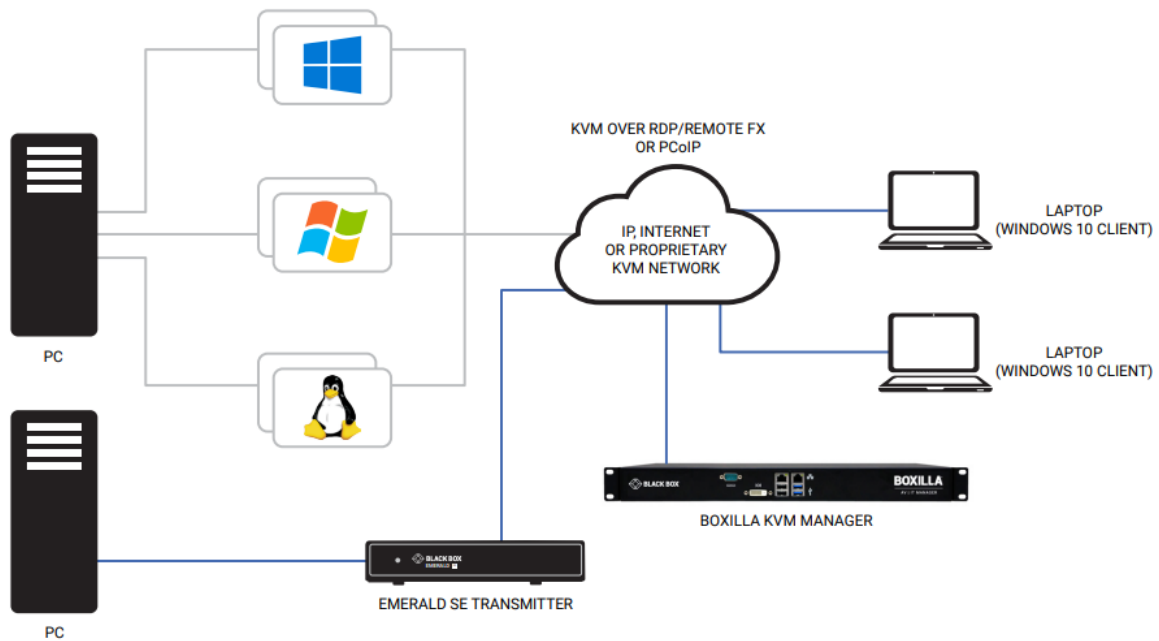 KVM OVER RDP/REMOTE FX
OR PCoIP
IP, INTERNET
OR PROPRIETARY
KVM NETWORK
LAPTOP
(WINDOWS 10 CLIENT)
PC
LAPTOP
(WINDOWS 10 CLIENT)
BLACK BOX
BOXILLA
BOXILLA KVM MANAGER
BLACK BOX
EMERALD
EMERALD SE TRANSMITTER
PC